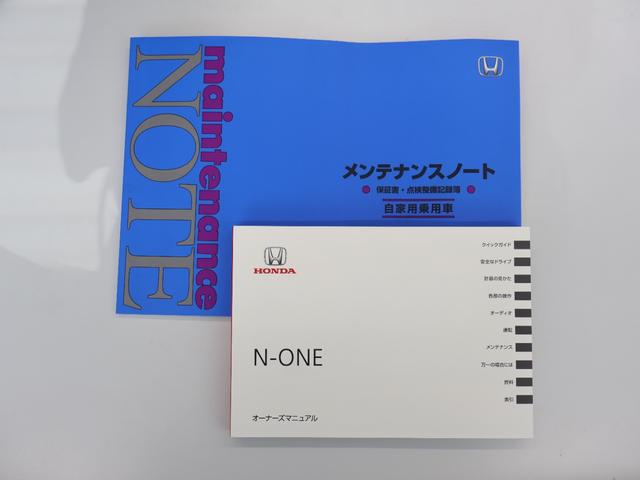 maintenance
NOTE
メンテナンスノート
保証書・点検整備記録簿
自家用乗用車
HONDA
N-ONE
オーナーズマニュアル
クイックガイド
安全なドライブ
計器の見かた
各部の操作
オーディオ
運転
メンテナンス
万一の場合には
資料
索引